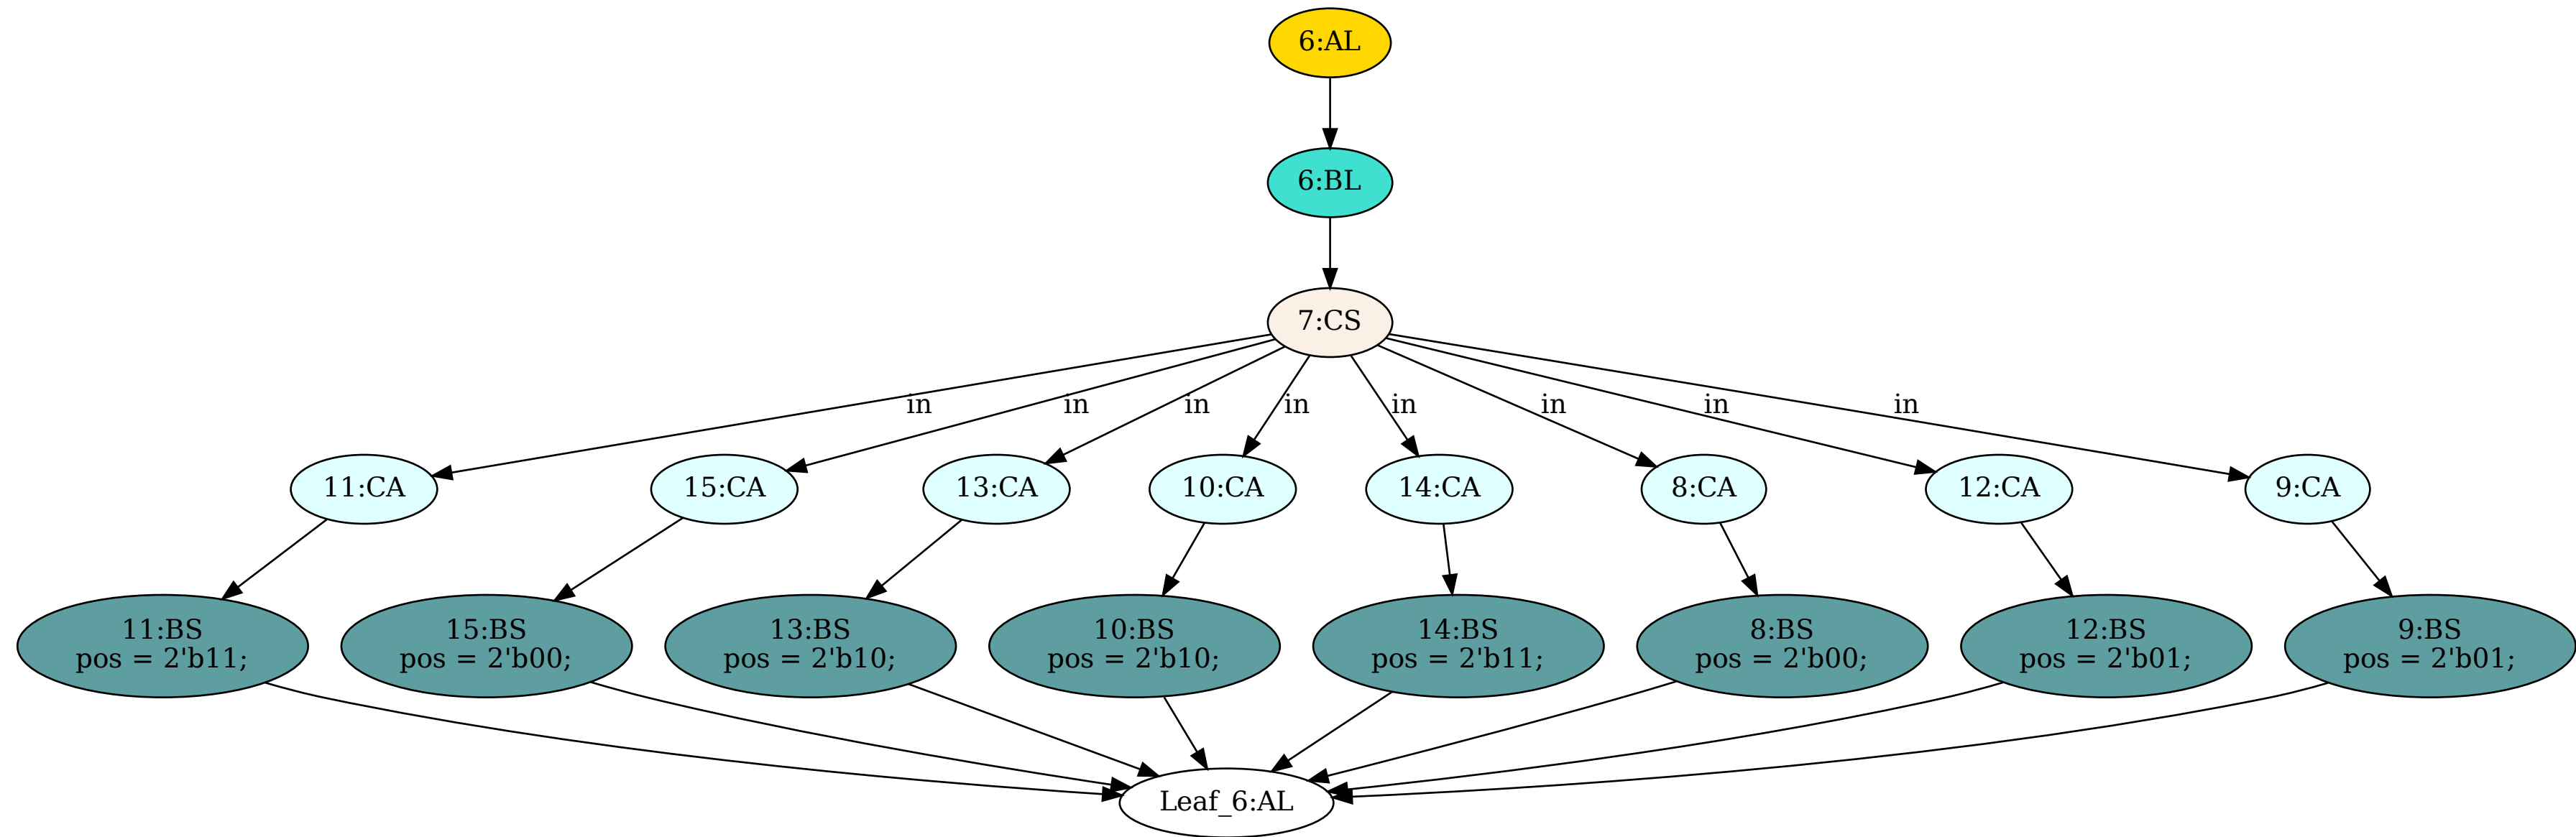 6:AL
6:BL
7:CS
in
in
in
in
in
in
in
in
11:CA
15:CA
13:CA
10:CA
14:CA
8:CA
12:CA
9:CA
11:BS
pos = 2'b11;
15:BS
pos = 2'b00;
13:BS
pos = 2'b10;
10:BS
pos = 2'b10;
14:BS
pos = 2'b11;
8:BS
pos = 2'b00;
12:BS
pos = 2'b01;
9:BS
pos = 2'b01;
Leaf_6:AL